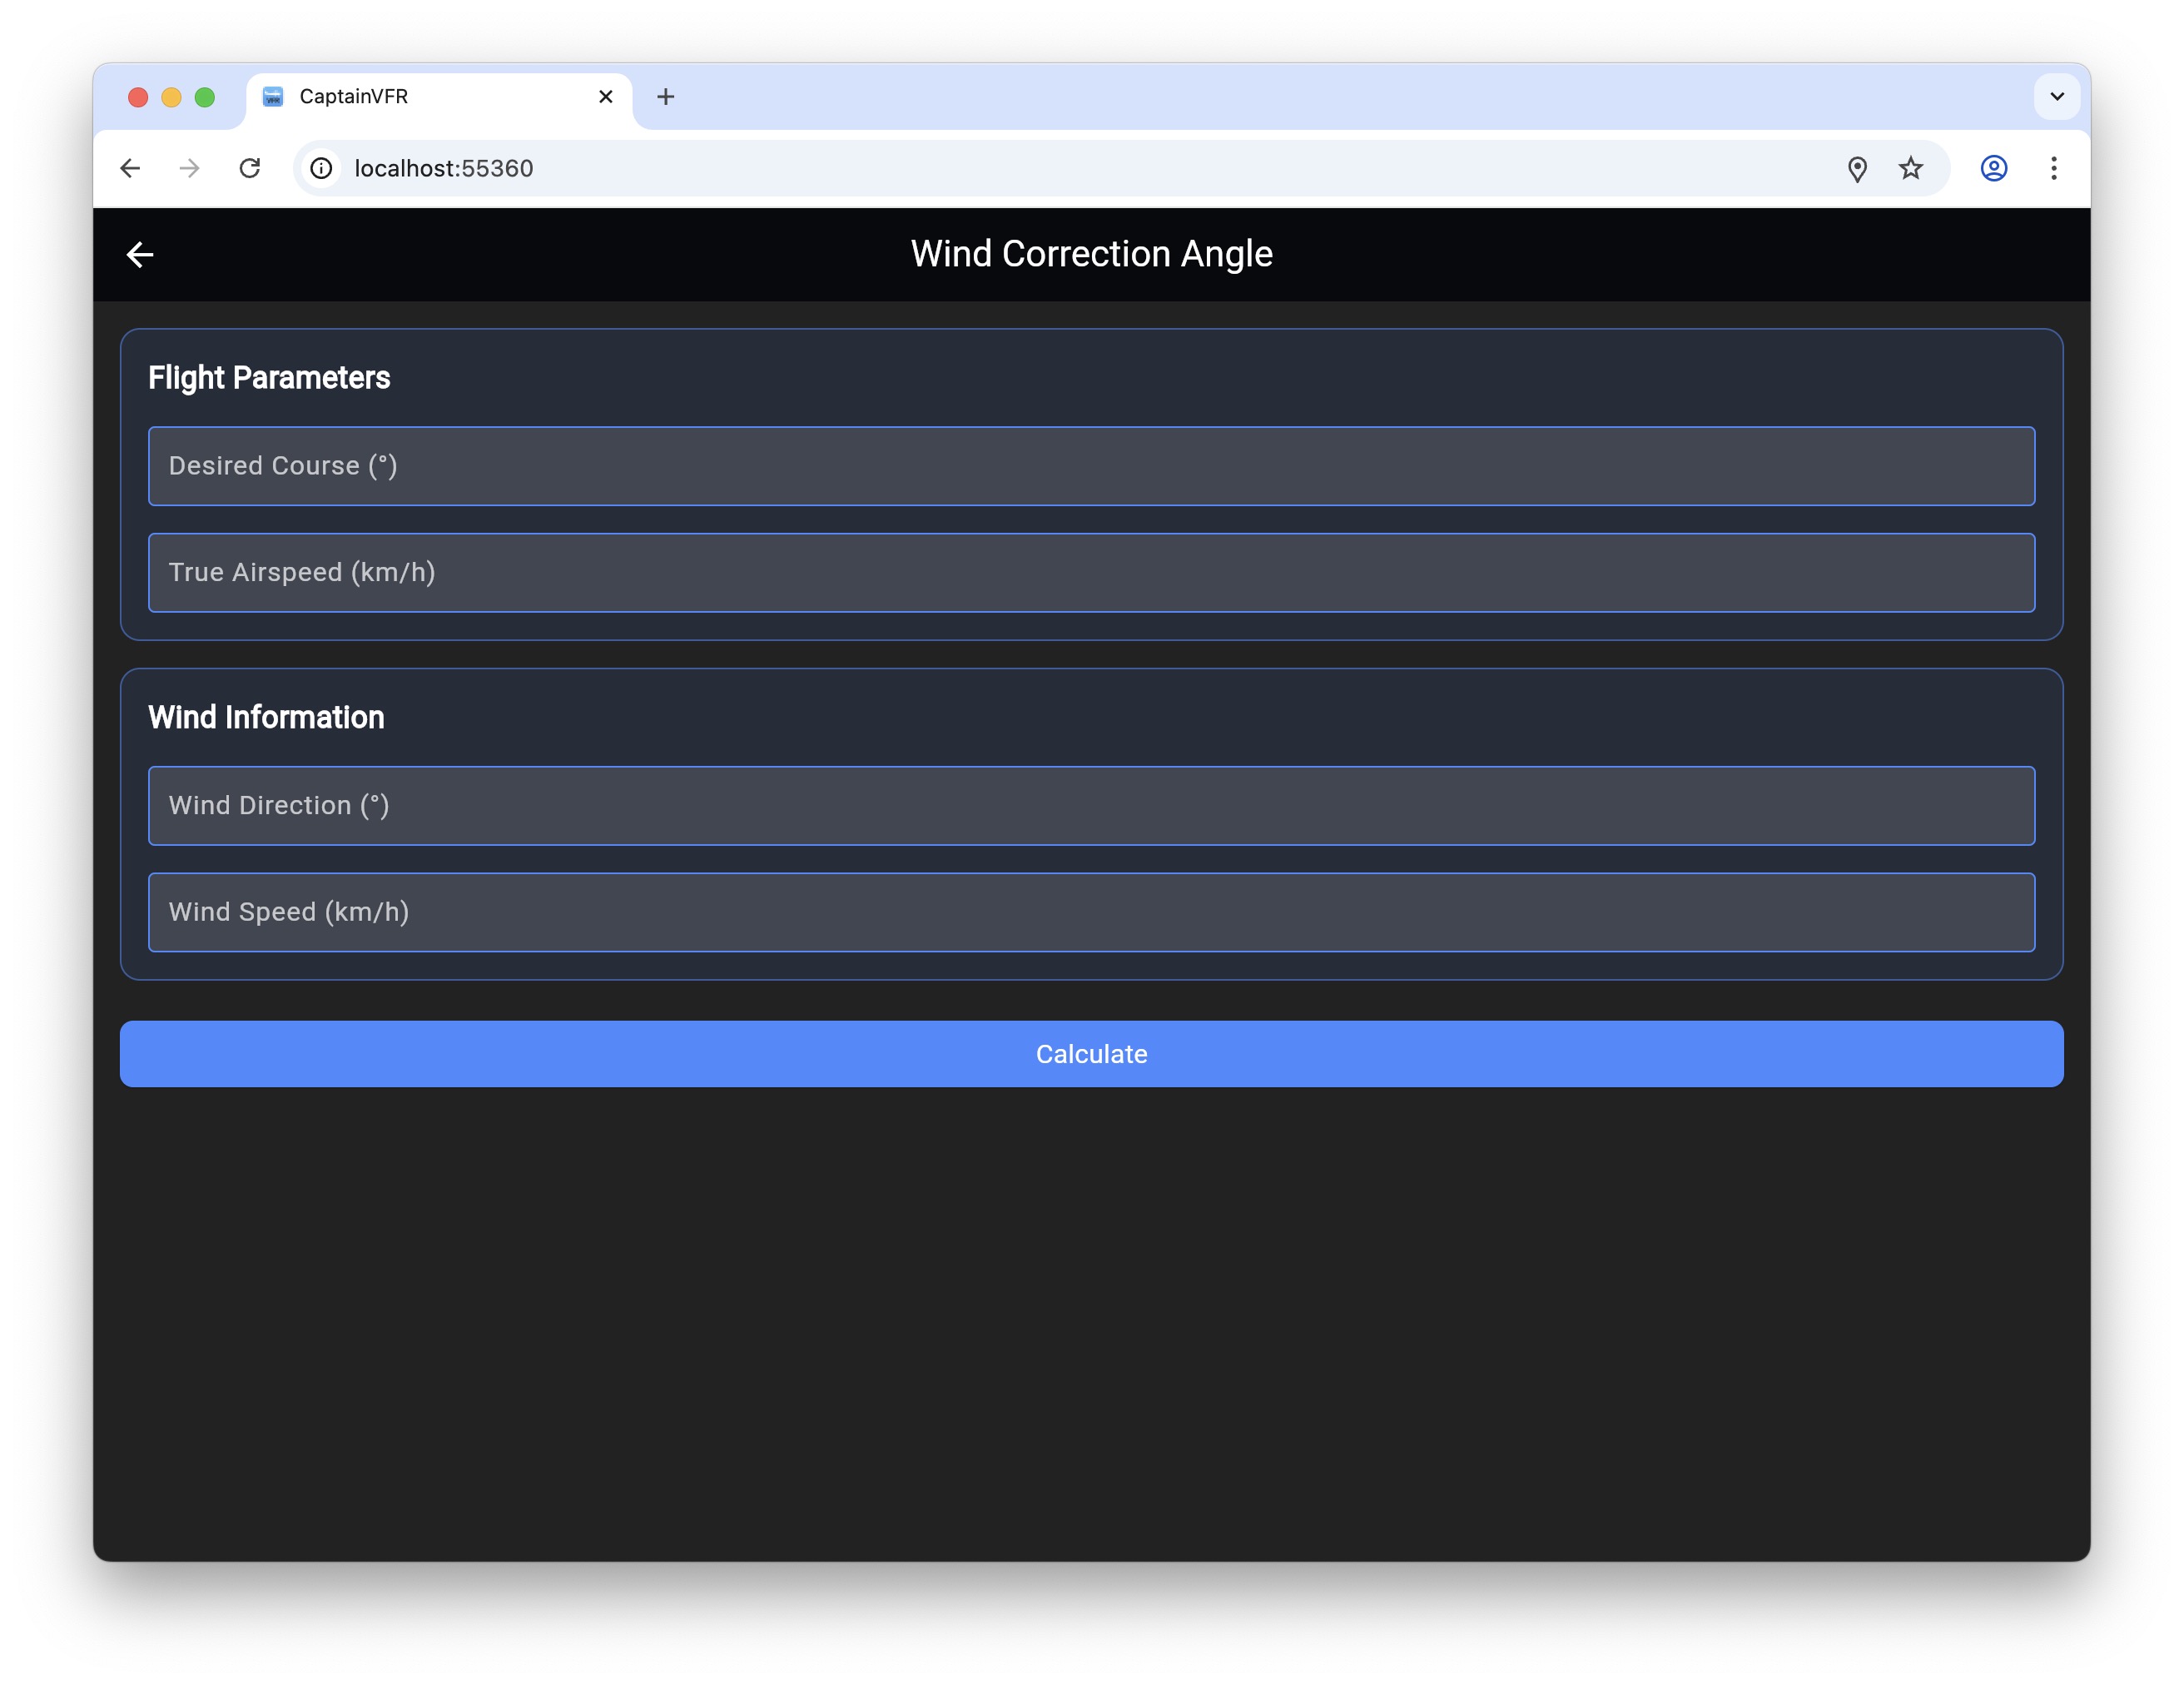 CaptainVFR
localhost:55360
Wind Correction Angle
Flight Parameters
Desired Course (°)
True Airspeed (km/h)
Wind Information
Wind Direction (°)
Wind Speed (km/h)
Calculate